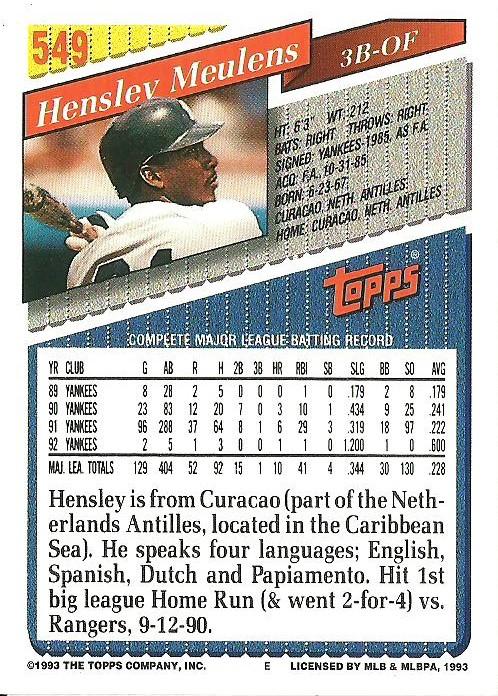 549
Hensley Meulens
3B-OF
HT: 6'3" WT: 212
BATS: RIGHT THROWS: RIGHT
SIGNED: YANKEES-1985, AS F.A.
ACQ: F.A., 10-31-85
BORN: 6-23-67,
CURACAO, NETH. ANTILLES
HOME: CURACAO, NETH. ANTILLES
TOPPS®
COMPLETE MAJOR LEAGUE BATTING RECORD
YR CLUB G AB R H 2B 3B HR RBI SB SLG BB SO AVG
89 YANKEES 8 28 2 5 0 0 0 1 0 .179 2 8 .179
90 YANKEES 23 83 12 20 7 0 3 10 1 .434 9 25 .241
91 YANKEES 96 288 37 64 8 1 6 29 3 .319 18 97 .222
92 YANKEES 2 5 1 3 0 0 1 1 0 1.200 1 0 .600
MAJ. LEA. TOTALS 129 404 52 92 15 1 10 41 4 .344 30 130 .228
Hensley is from Curacao (part of the Neth-
erlands Antilles, located in the Caribbean
Sea). He speaks four languages; English,
Spanish, Dutch and Papiamento. Hit 1st
big league Home Run (& went 2-for-4) vs.
Rangers, 9-12-90.
©1993 THE TOPPS COMPANY, INC. E LICENSED BY MLB & MLBPA, 1993